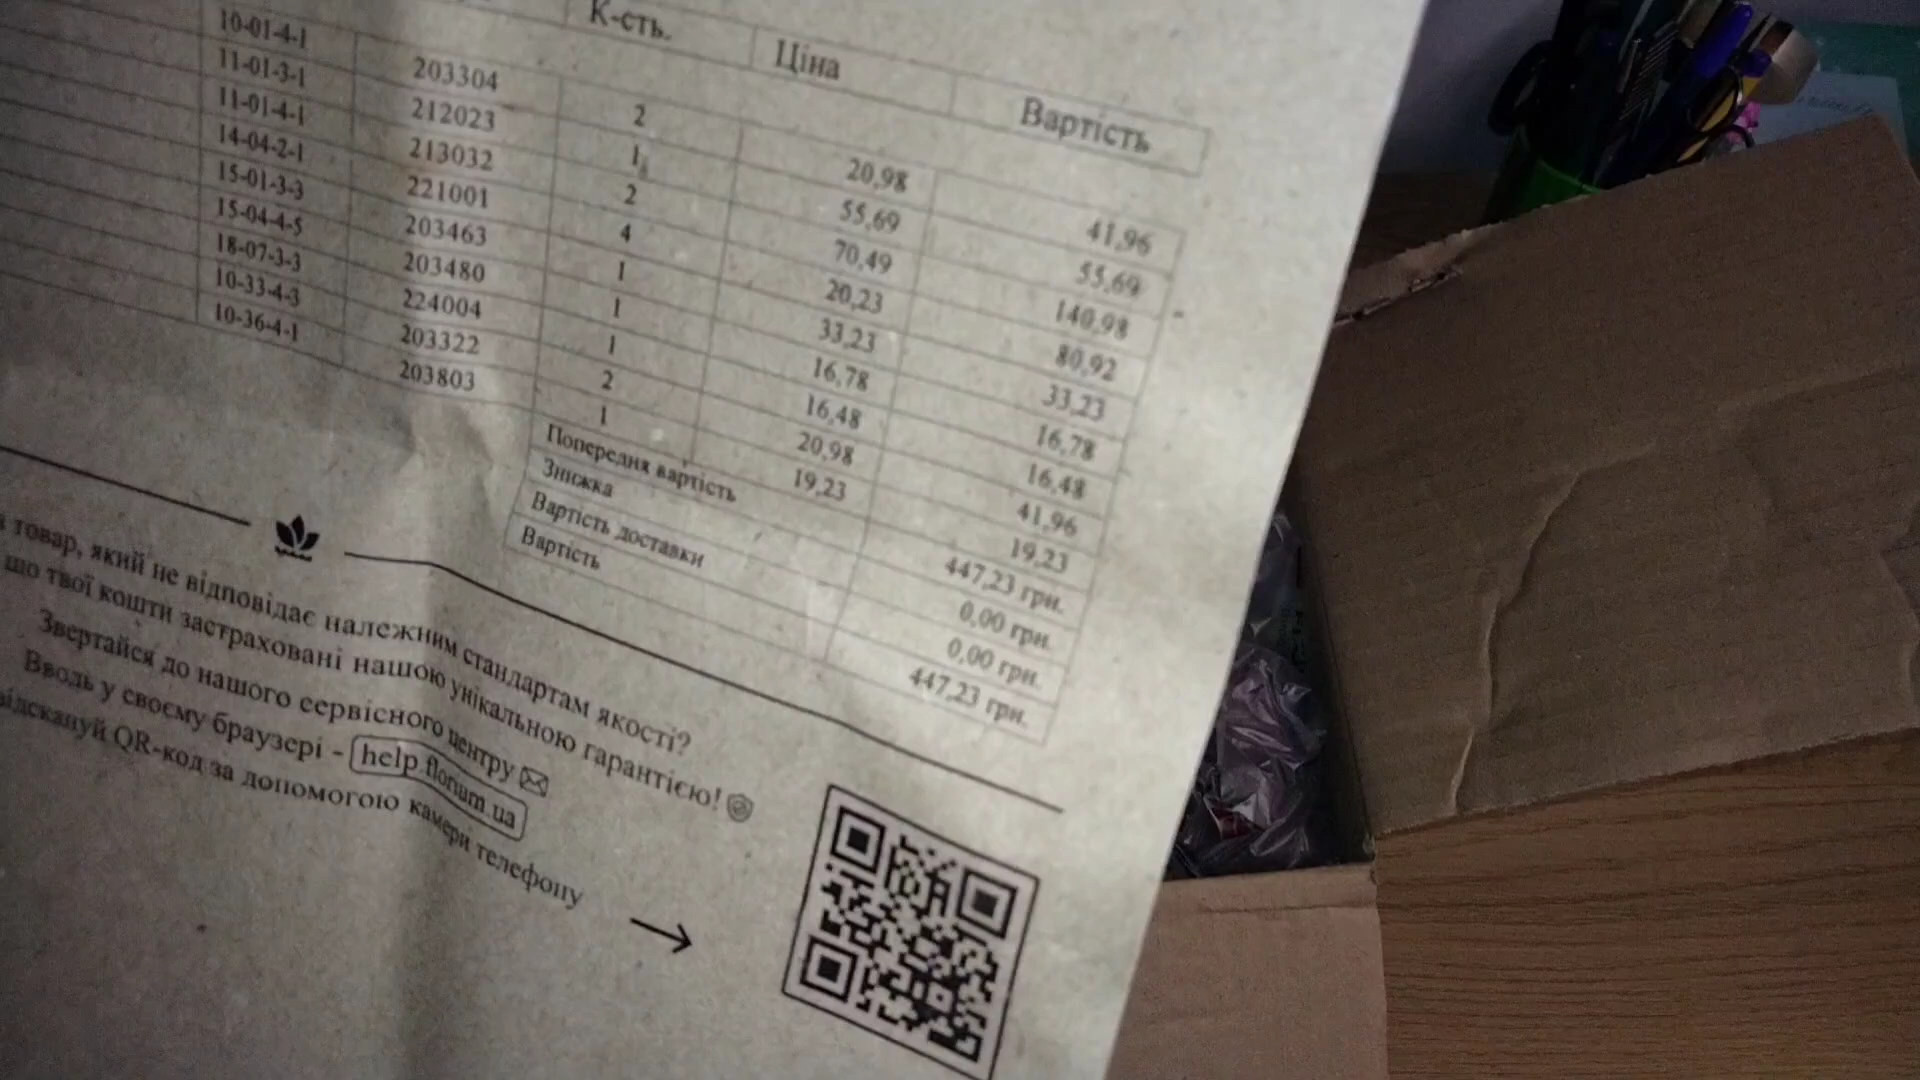 К-сть. Ціна Вартість
10-01-4-1 203304 2 20,98 41,96
11-01-3-1 212023 1 55,69 55,69
11-01-4-1 213032 2 70,49 140,98
14-04-2-1 221001 4 20,23 80,92
15-01-3-3 203463 1 33,23 33,23
15-04-4-5 203480 1 16,78 16,78
18-07-3-3 224004 1 16,48 16,48
10-33-4-3 203322 2 20,98 41,96
10-36-4-1 203803 1 19,23 19,23
Попередня вартість 447,23 грн.
Знижка 0,00 грн.
Вартість доставки 0,00 грн.
Вартість 447,23 грн.
товар, який не відповідає належним стандартам якості?
що твої кошти застраховані нашою унікальною гарантією!
Звертайся до нашого сервісного центру
Вводь у своєму браузері - help.florium.ua
відскануй QR-код за допомогою камери телефону